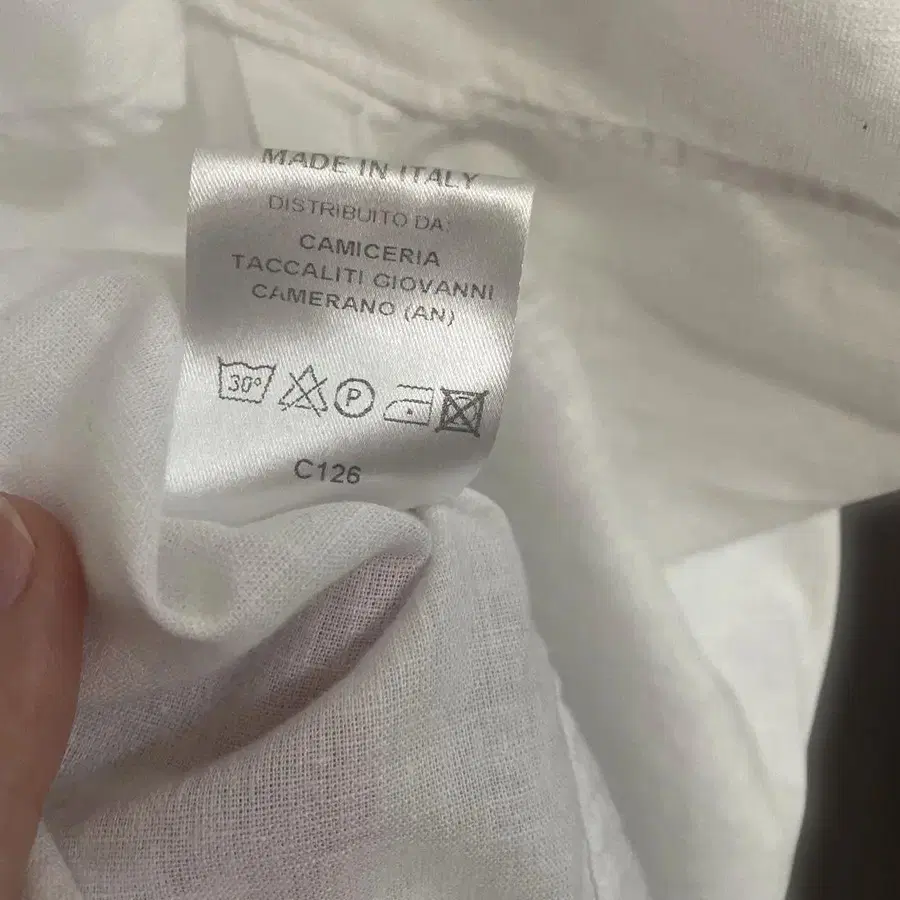 MADE IN ITALY
DISTRIBUITO DA:
CAMICERIA
TACCALITI GIOVANNI
CAMERANO (AN)
30° P
C126